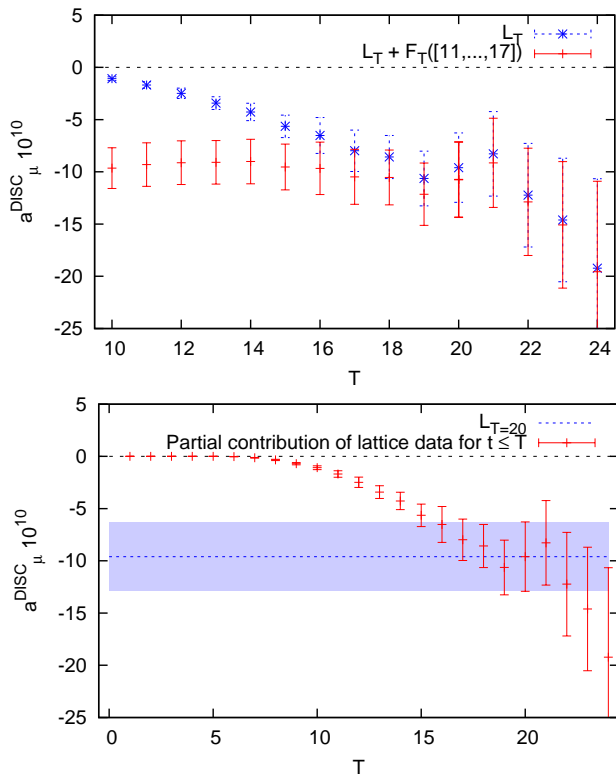 L_T
L_T + F_T([11,...,17])
5
0
-5
-10
-15
-20
-25
a^DISC_μ 10^10
10 12 14 16 18 20 22 24
T
L_T=20
Partial contribution of lattice data for t ≤ T
5
0
-5
-10
-15
-20
-25
a^DISC_μ 10^10
0 5 10 15 20
T